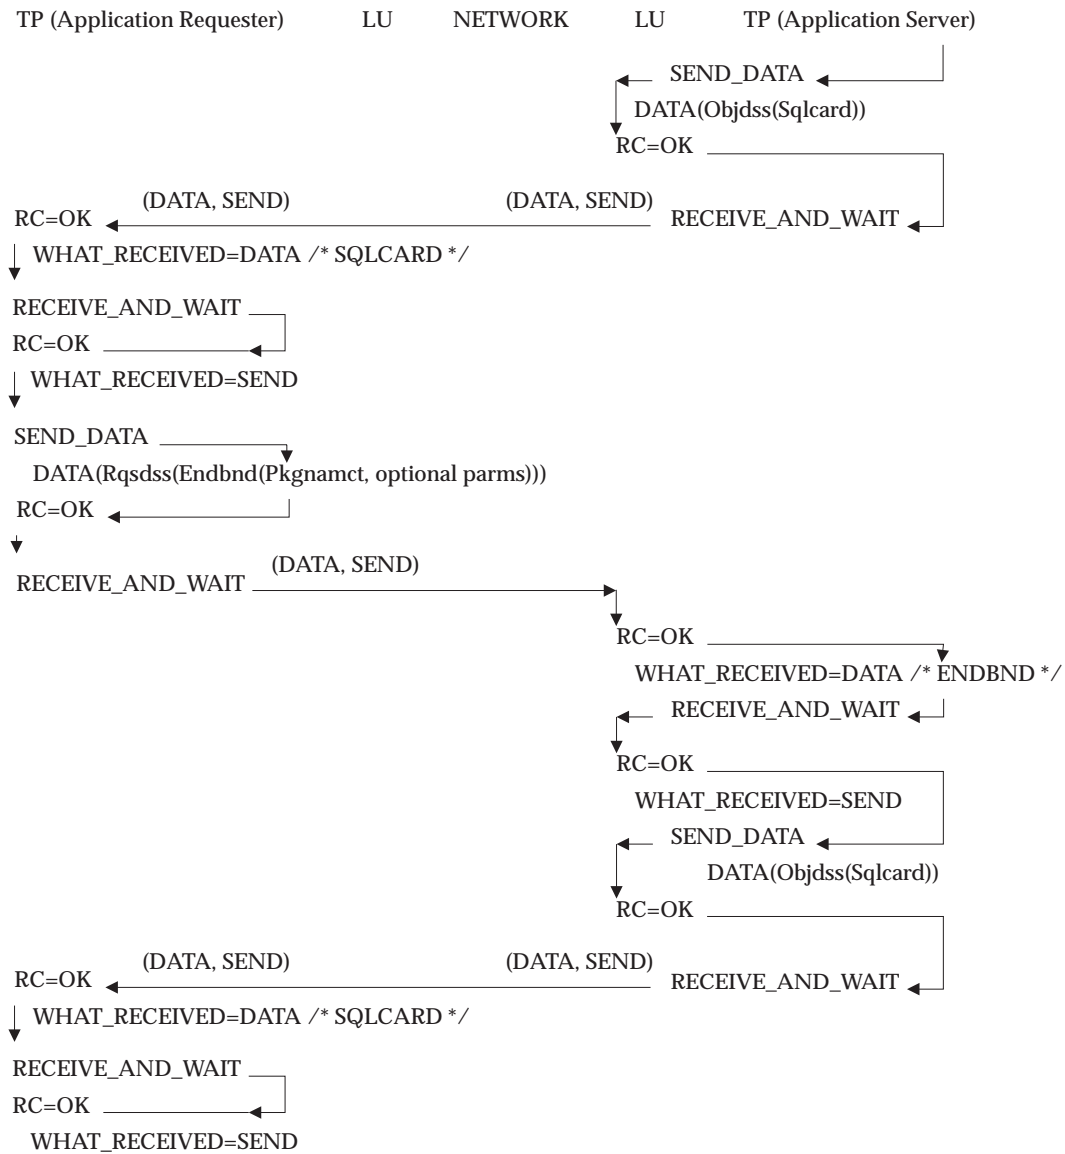 TP (Application Requester) LU NETWORK LU TP (Application Server)
SEND_DATA
DATA(Objdss(Sqlcard))
RC=OK
(DATA, SEND) (DATA, SEND)
RC=OK RECEIVE_AND_WAIT
WHAT_RECEIVED=DATA /* SQLCARD */
RECEIVE_AND_WAIT
RC=OK
WHAT_RECEIVED=SEND
SEND_DATA
DATA(Rqsdss(Endbnd(Pkgnamct, optional parms)))
RC=OK
(DATA, SEND)
RECEIVE_AND_WAIT
RC=OK
WHAT_RECEIVED=DATA /* ENDBND */
RECEIVE_AND_WAIT
RC=OK
WHAT_RECEIVED=SEND
SEND_DATA
DATA(Objdss(Sqlcard))
RC=OK
(DATA, SEND) (DATA, SEND)
RC=OK RECEIVE_AND_WAIT
WHAT_RECEIVED=DATA /* SQLCARD */
RECEIVE_AND_WAIT
RC=OK
WHAT_RECEIVED=SEND